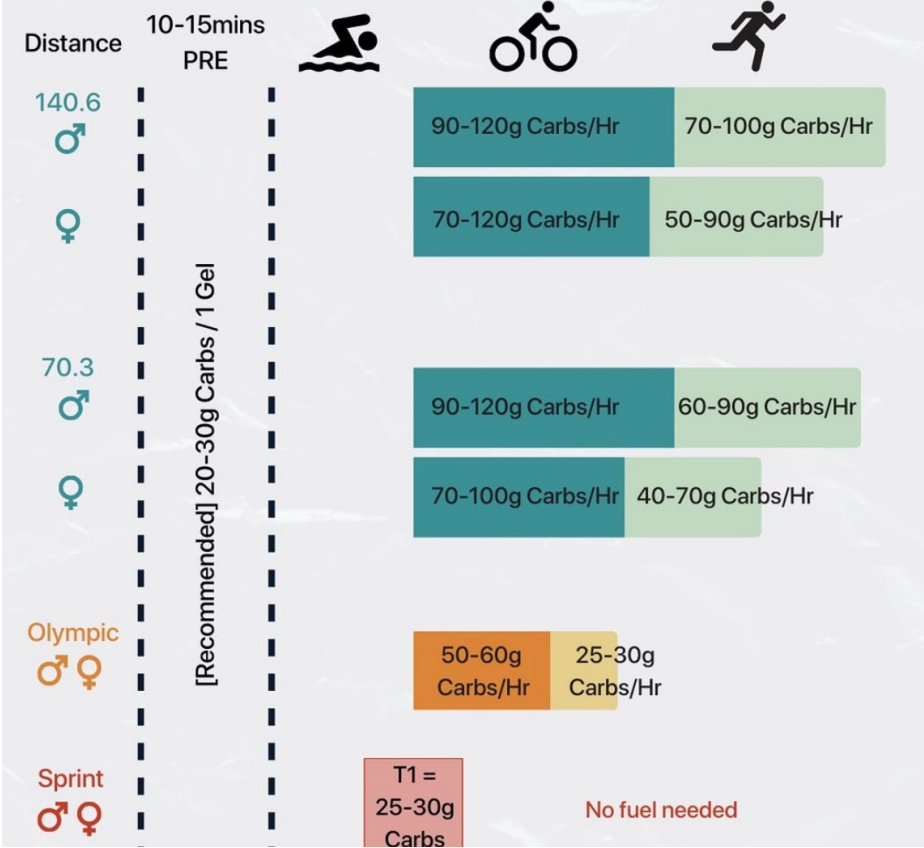 Distance
10-15mins
PRE
140.6
90-120g Carbs/Hr
70-100g Carbs/Hr
70-120g Carbs/Hr
50-90g Carbs/Hr
[Recommended] 20-30g Carbs / 1 Gel
70.3
90-120g Carbs/Hr
60-90g Carbs/Hr
70-100g Carbs/Hr
40-70g Carbs/Hr
Olympic
50-60g
Carbs/Hr
25-30g
Carbs/Hr
Sprint
T1 =
25-30g
Carbs
No fuel needed